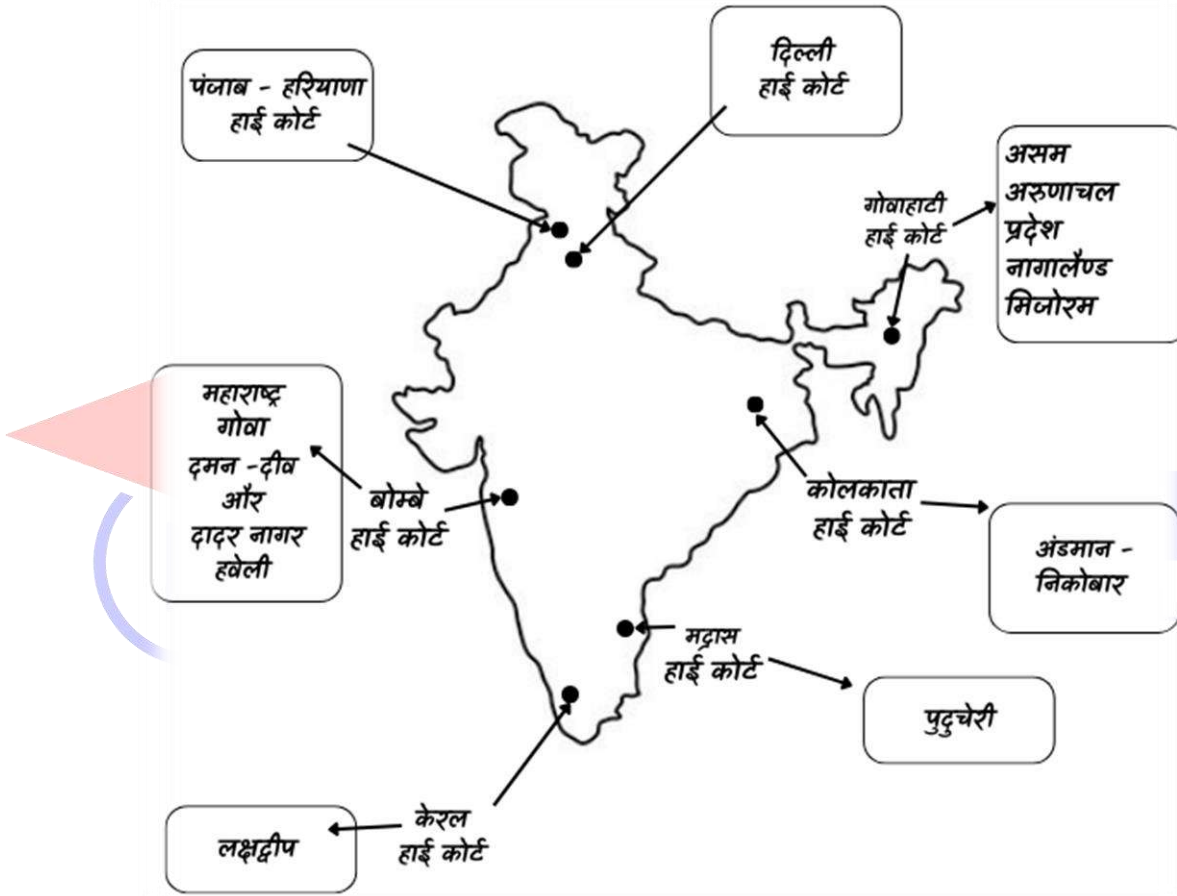 पंजाब - हरियाणा
हाई कोर्ट
दिल्ली
हाई कोर्ट
गोवाहाटी
हाई कोर्ट
असम
अरुणाचल
प्रदेश
नागालैण्ड
मिजोरम
महाराष्ट्र
गोवा
दमन -दीव
और
दादर नागर
हवेली
बोम्बे
हाई कोर्ट
कोलकाता
हाई कोर्ट
अंडमान -
निकोबार
मद्रास
हाई कोर्ट
पुदुचेरी
केरल
हाई कोर्ट
लक्षद्वीप